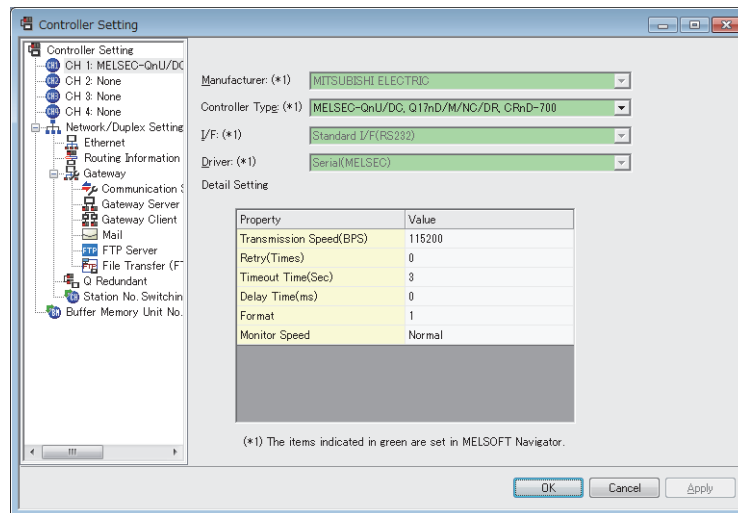 Controller Setting
Controller Setting
CH 1: MELSEC-QnU/DC
CH 2: None
CH 3: None
CH 4: None
Network/Duplex Setting
Ethernet
Routing Information
Gateway
Communication S
Gateway Server
Gateway Client
Mail
FTP Server
File Transfer (FT
Q Redundant
Station No. Switchin
Buffer Memory Unit No.
Manufacturer: (*1) MITSUBISHI ELECTRIC
Controller Type: (*1) MELSEC-QnU/DC, Q17nD/M/NC/DR, CRnD-700
I/F: (*1) Standard I/F(RS232)
Driver: (*1) Serial(MELSEC)
Detail Setting
Property Value
Transmission Speed(BPS) 115200
Retry(Times) 0
Timeout Time(Sec) 3
Delay Time(ms) 0
Format 1
Monitor Speed Normal
(*1) The items indicated in green are set in MELSOFT Navigator.
OK Cancel Apply